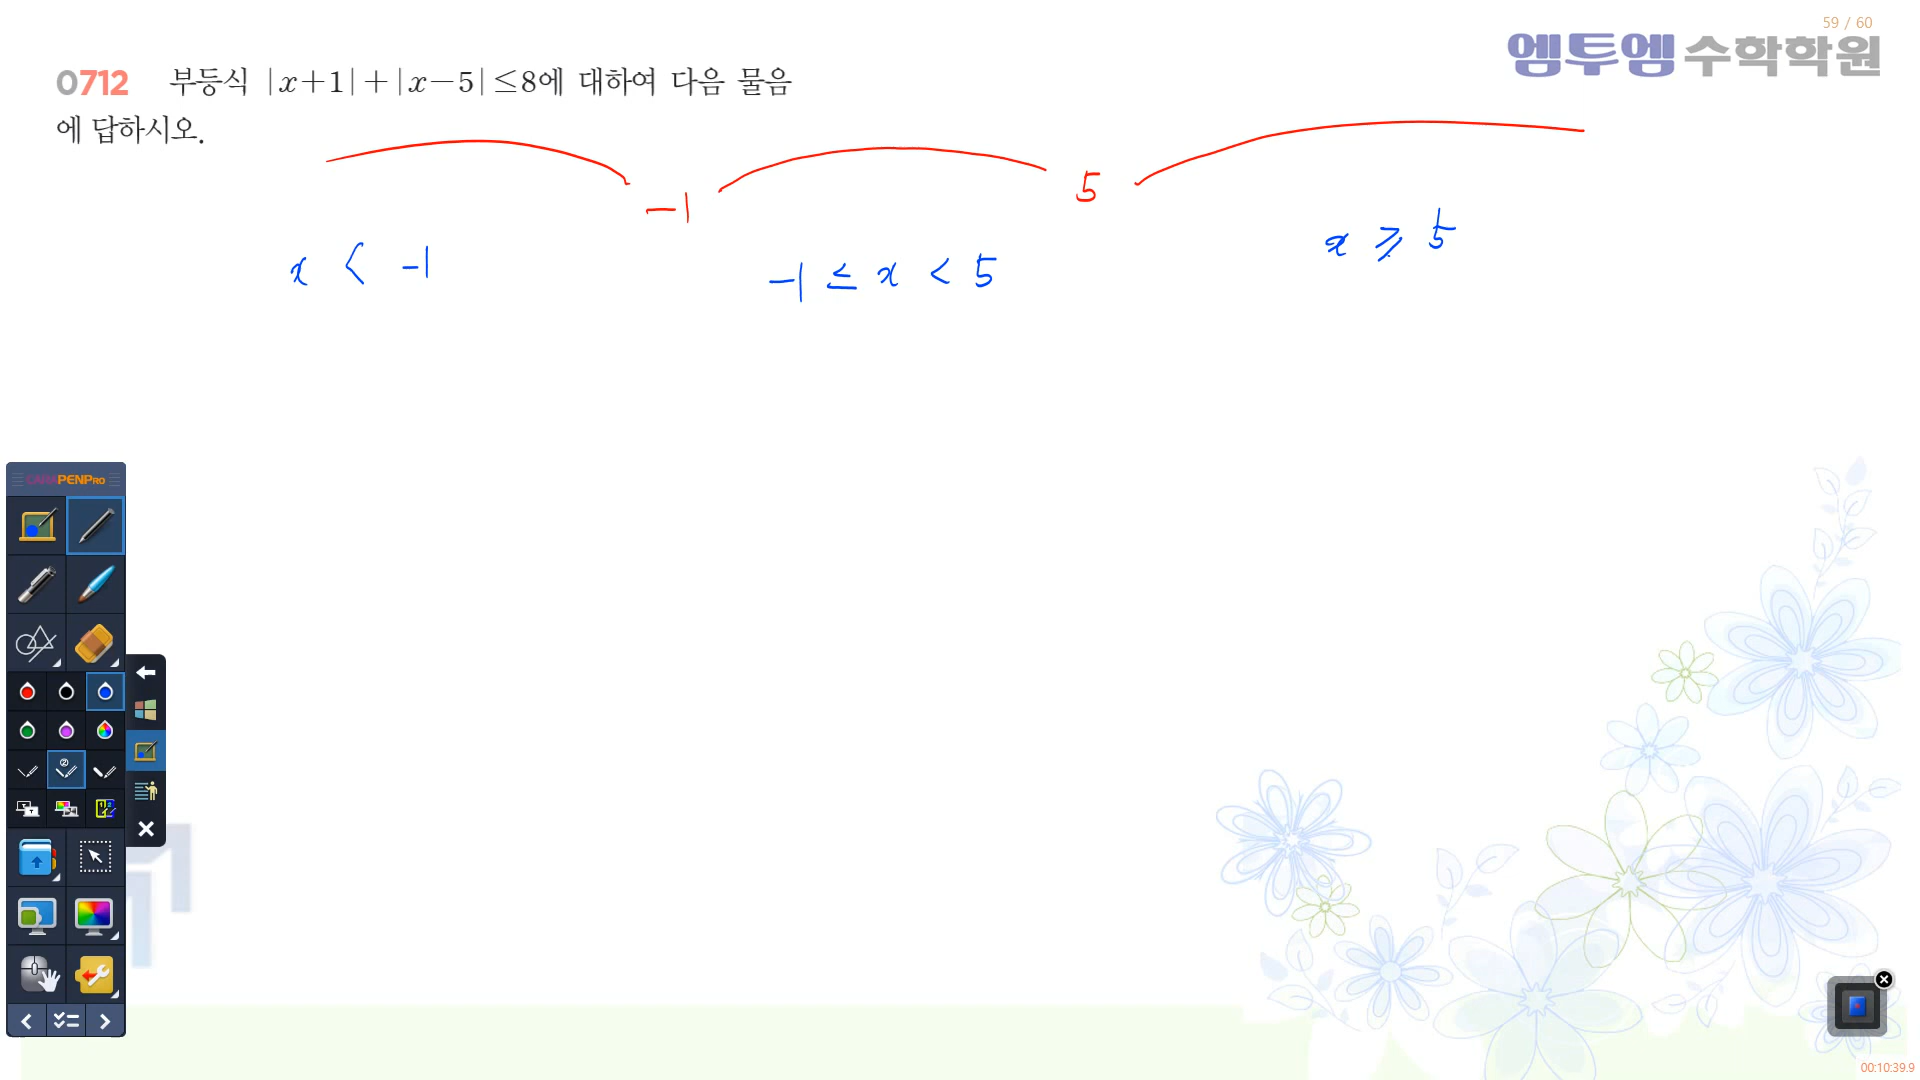 59 / 60
엠투엠 수학학원
0712 부등식 |x+1|+|x-5|≤8에 대하여 다음 물음
에 답하시오.
-1 5
x < -1 -1 ≤ x < 5 x ≥ 5
CAMPENPRO
00:10:39.9